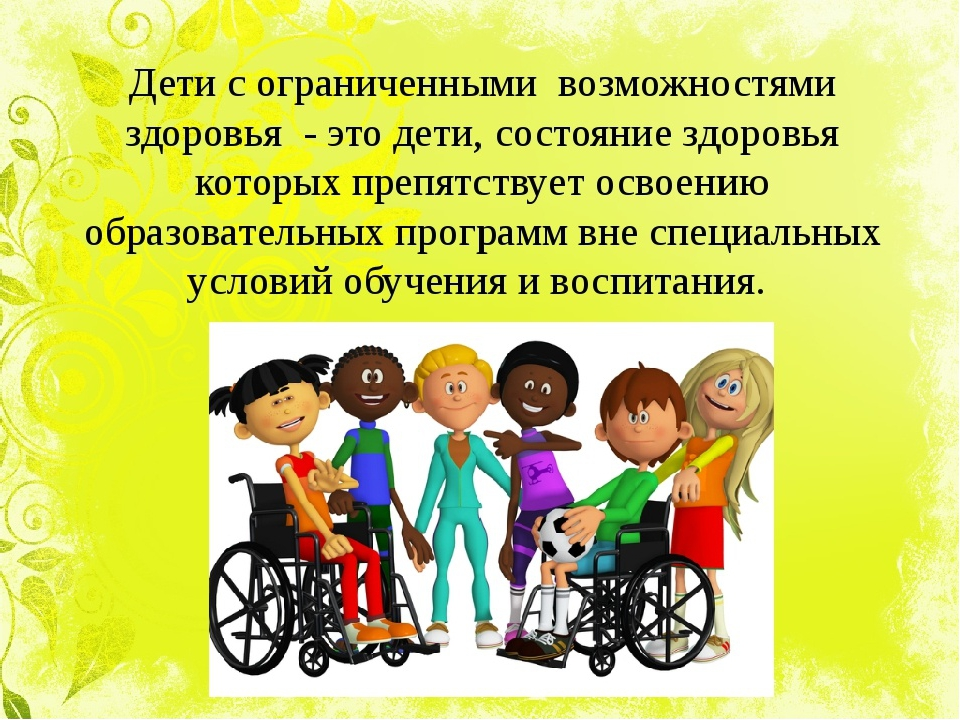 Дети с ограниченными  возможностями
здоровья  - это дети, состояние здоровья
которых препятствует освоению
образовательных программ вне специальных
условий обучения и воспитания.